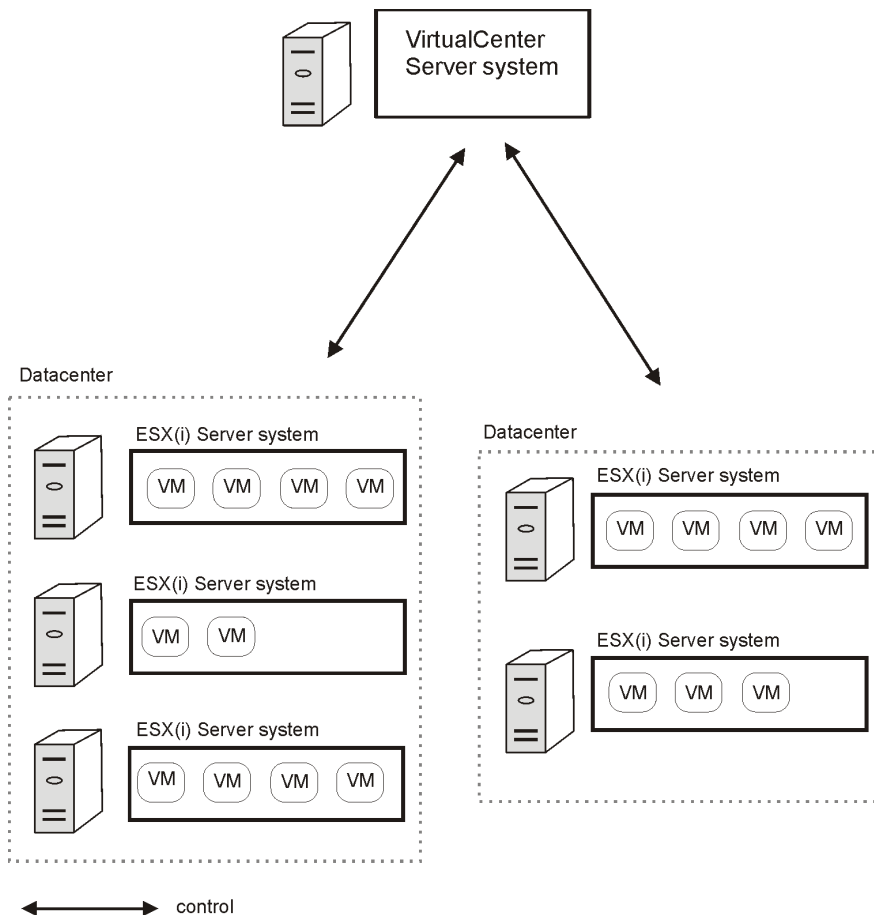 VirtualCenter
Server system
Datacenter
ESX(i) Server system
VM VM VM VM
ESX(i) Server system
VM VM
ESX(i) Server system
VM VM VM VM
Datacenter
ESX(i) Server system
VM VM VM VM
ESX(i) Server system
VM VM VM
control